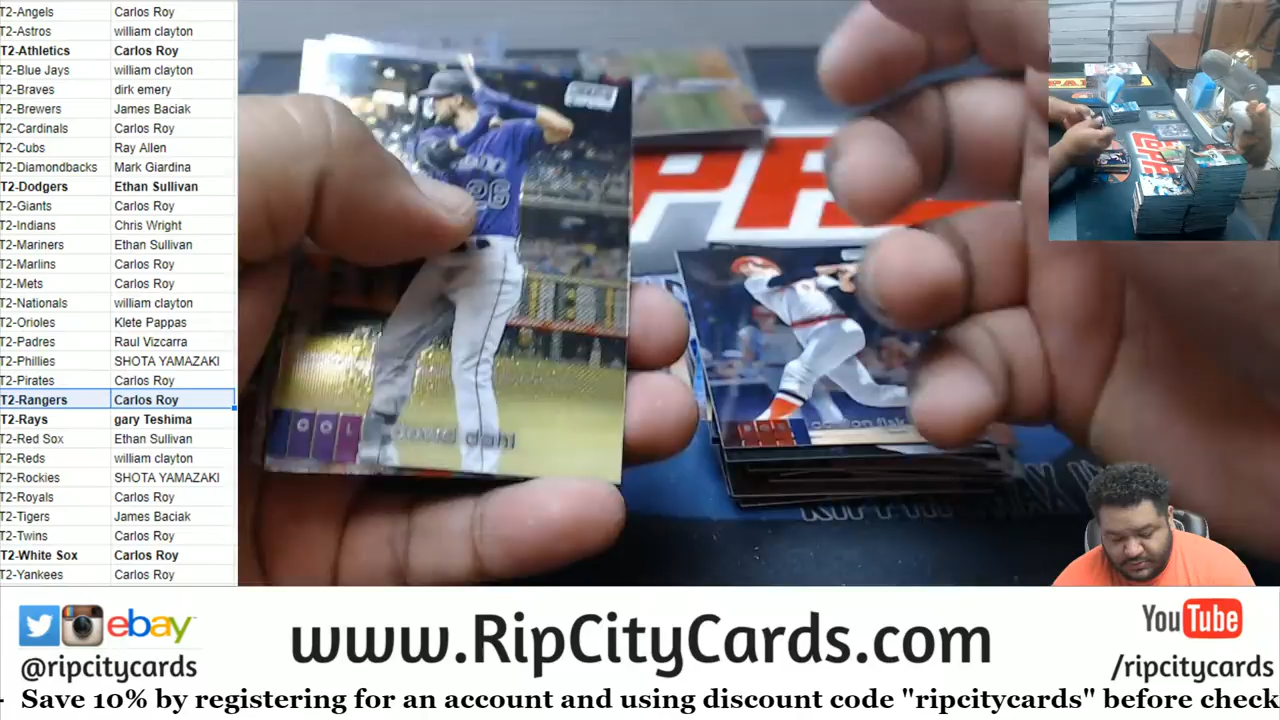 T2-Angels Carlos Roy
T2-Astros william clayton
T2-Athletics Carlos Roy
T2-Blue Jays william clayton
T2-Braves dirk emery
T2-Brewers James Baciak
T2-Cardinals Carlos Roy
T2-Cubs Ray Allen
T2-Diamondbacks Mark Giardina
T2-Dodgers Ethan Sullivan
T2-Giants Carlos Roy
T2-Indians Chris Wright
T2-Mariners Ethan Sullivan
T2-Marlins Carlos Roy
T2-Mets Carlos Roy
T2-Nationals william clayton
T2-Orioles Klete Pappas
T2-Padres Raul Vizcarra
T2-Phillies SHOTA YAMAZAKI
T2-Pirates Carlos Roy
T2-Rangers Carlos Roy
T2-Rays gary Teshima
T2-Red Sox Ethan Sullivan
T2-Reds william clayton
T2-Rockies SHOTA YAMAZAKI
T2-Royals Carlos Roy
T2-Tigers James Baciak
T2-Twins Carlos Roy
T2-White Sox Carlos Roy
T2-Yankees Carlos Roy
26
COL
david dahl
BOS
carlton fisk
ebay
@ripcitycards
www.RipCityCards.com
YouTube
/ripcitycards
- Save 10% by registering for an account and using discount code "ripcitycards" before check